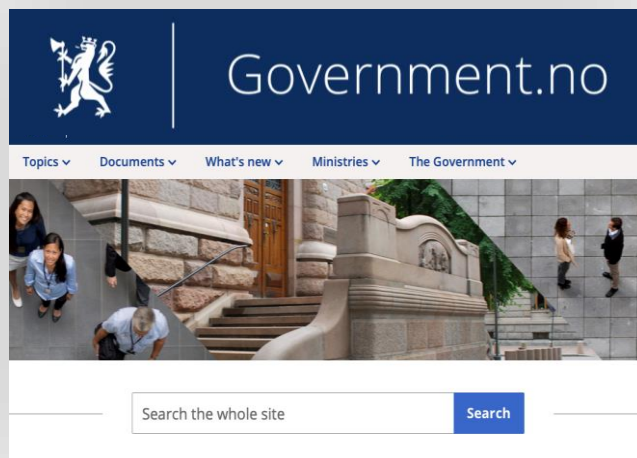 Government.no
Topics Documents What's new Ministries The Government
Search the whole site Search